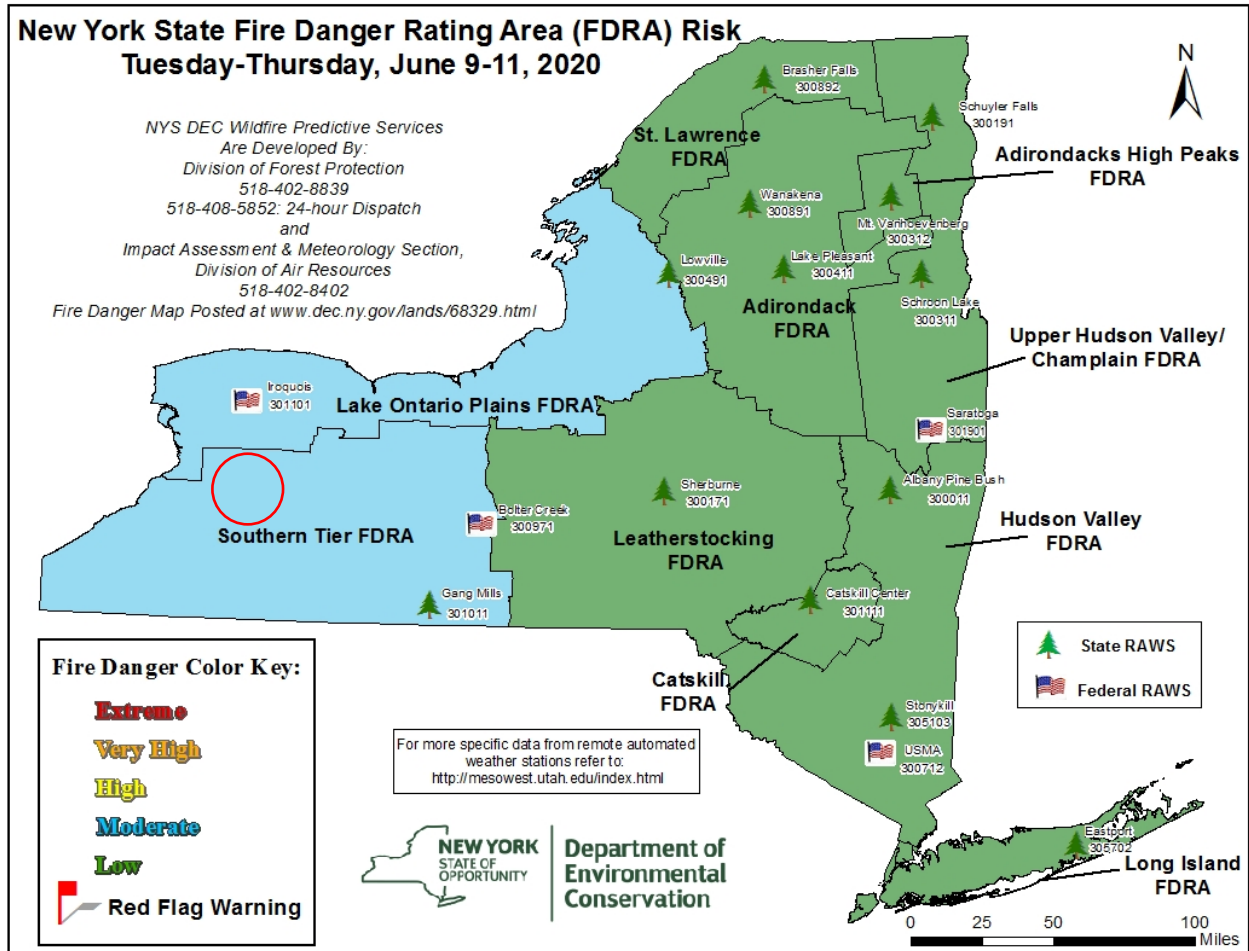 New York State Fire Danger Rating Area (FDRA) Risk
Tuesday-Thursday, June 9-11, 2020
N
NYS DEC Wildfire Predictive Services
Are Developed By:
Division of Forest Protection
518-402-8839
518-408-5852: 24-hour Dispatch
and
Impact Assessment & Meteorology Section,
Division of Air Resources
518-402-8402
Fire Danger Map Posted at www.dec.ny.gov/lands/68329.html
Brasher Falls
300892
Schuyler Falls
300191
St. Lawrence
FDRA
Adirondacks High Peaks
FDRA
Wanakena
300891
Mt. Vanhoevenberg
300312
Lowville
300491
Lake Pleasant
300411
Schroon Lake
300311
Adirondack
FDRA
Upper Hudson Valley/
Champlain FDRA
Iroquois
301101
Lake Ontario Plains FDRA
Saratoga
301901
Sherburne
300171
Albany Pine Bush
300011
Bolter Creek
300971
Southern Tier FDRA
Leatherstocking
FDRA
Hudson Valley
FDRA
Gang Mills
301011
Catskill Center
301111
Catskill
FDRA
State RAWS
Federal RAWS
Stonykill
305103
USMA
300712
Fire Danger Color Key:
Extreme
Very High
High
Moderate
Low
Red Flag Warning
For more specific data from remote automated
weather stations refer to:
http://mesowest.utah.edu/index.html
NEW YORK
STATE OF
OPPORTUNITY
Department of
Environmental
Conservation
Eastport
305702
Long Island
FDRA
0 25 50 100
Miles